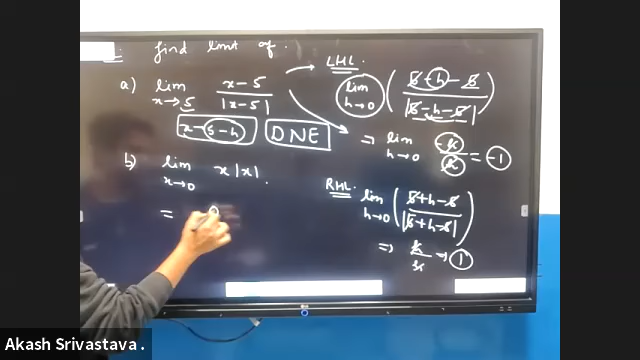 find limit of.
a) lim x→5 x-5 / |x-5|
x → 5-h
DNE
LHL.
lim h→0 ( 5-h-5 / |5-h-5| )
⇒ lim h→0 -h / h = -1
b) lim x→0 x|x|.
=
RHL.
lim h→0 ( 5+h-5 / |5+h-5| )
⇒ h / h → 1
Akash Srivastava .